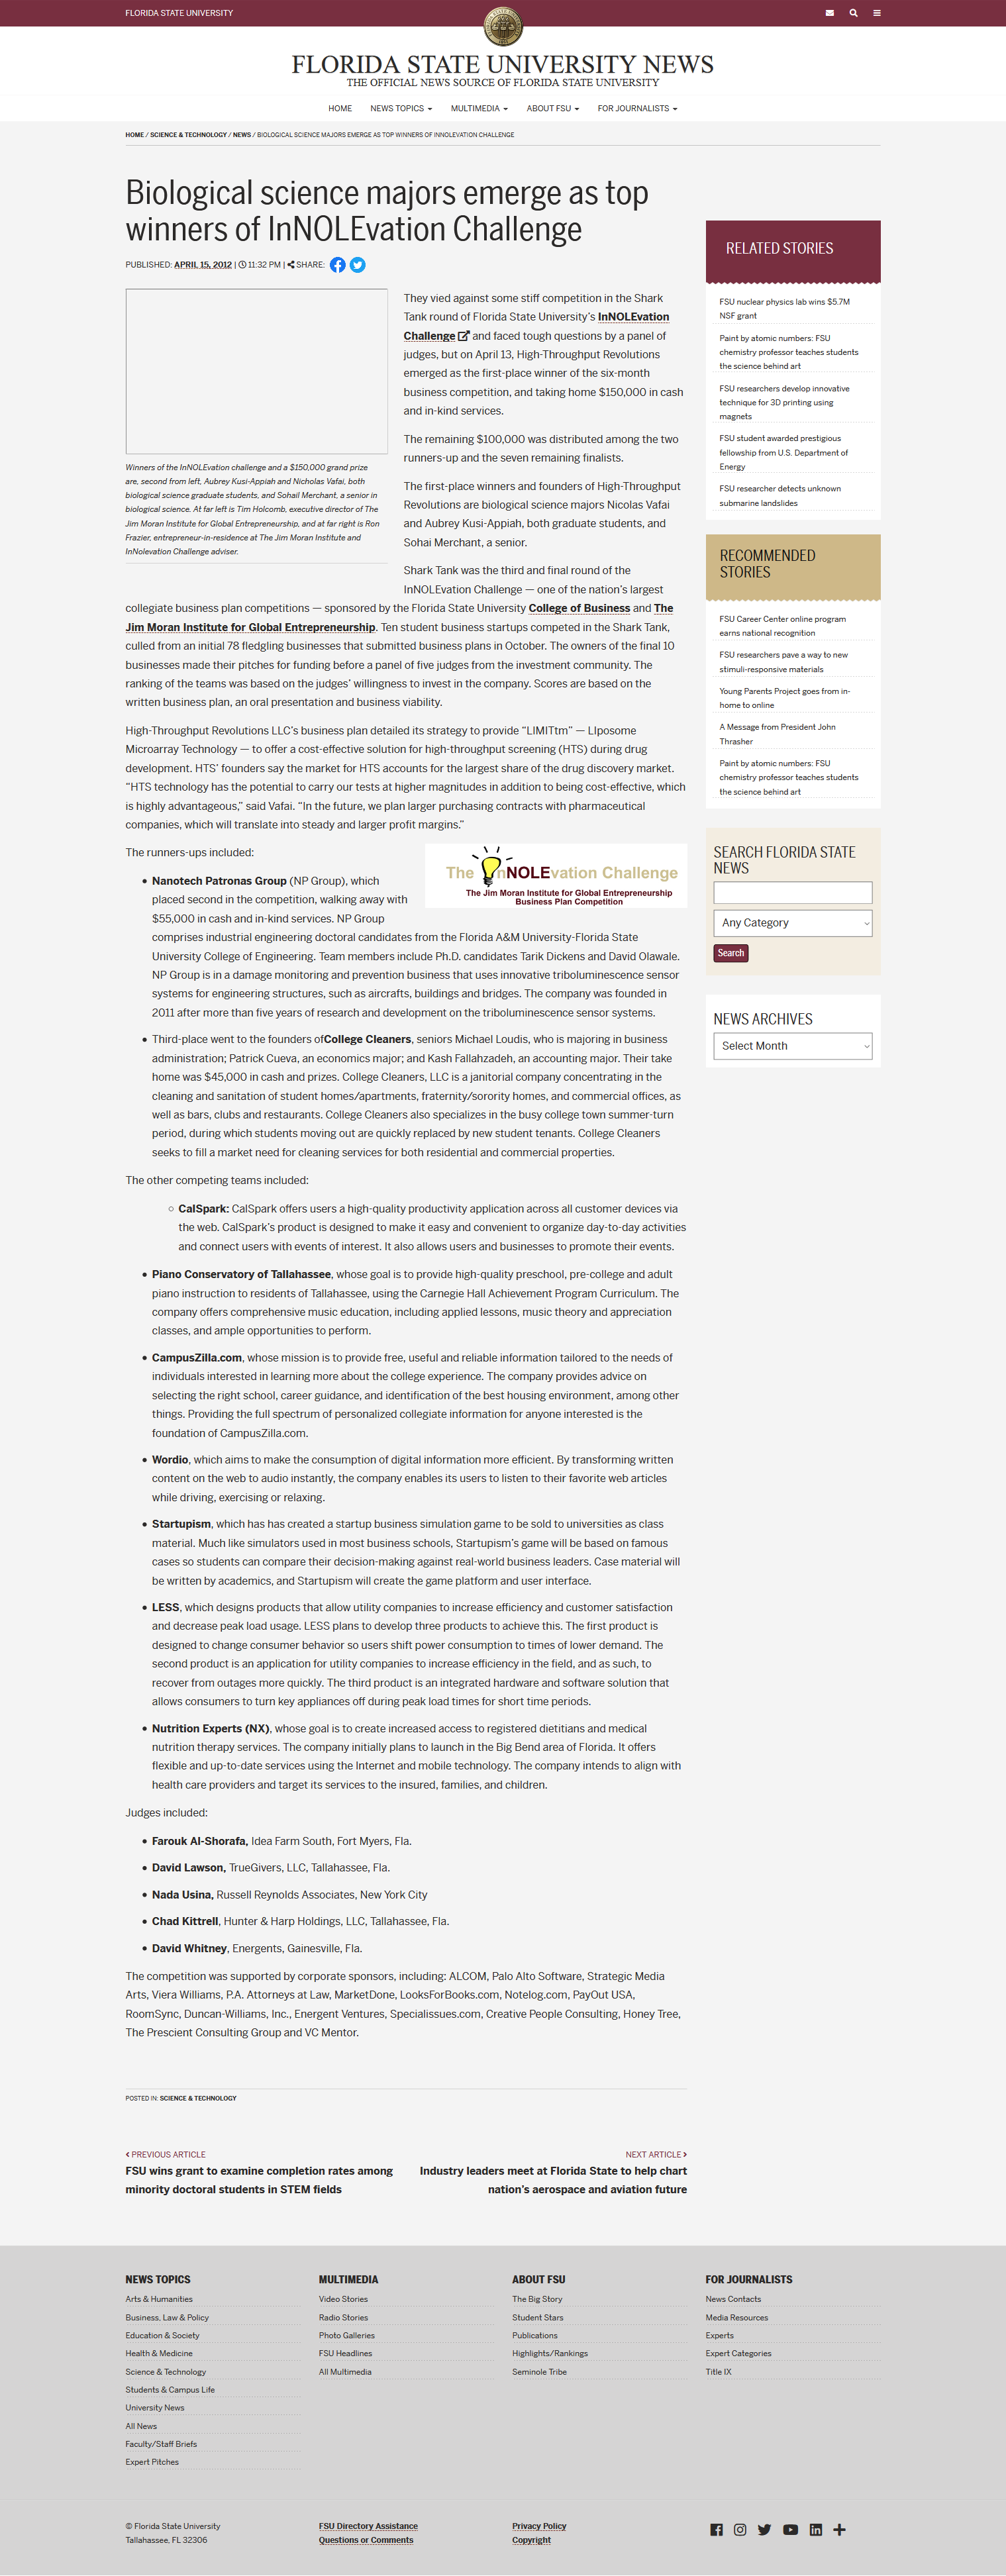 FLORIDA STATE UNIVERSITY
FLORIDA STATE UNIVERSITY NEWS
THE OFFICIAL NEWS SOURCE OF FLORIDA STATE UNIVERSITY
HOME NEWS TOPICS MULTIMEDIA ABOUT FSU FOR JOURNALISTS
HOME / SCIENCE & TECHNOLOGY / NEWS / BIOLOGICAL SCIENCE MAJORS EMERGE AS TOP WINNERS OF INNOLEVATION CHALLENGE
Biological science majors emerge as top
winners of InNOLEvation Challenge
PUBLISHED: APRIL 15, 2012 | 11:32 PM | SHARE:
Winners of the InNOLEvation challenge and a $150,000 grand prize
are, second from left, Aubrey Kusi-Appiah and Nicholas Vafai, both
biological science graduate students, and Sohail Merchant, a senior in
biological science. At far left is Tim Holcomb, executive director of The
Jim Moran Institute for Global Entrepreneurship, and at far right is Ron
Frazier, entrepreneur-in-residence at The Jim Moran Institute and
InNolevation Challenge adviser.
They vied against some stiff competition in the Shark
Tank round of Florida State University's InNOLEvation
Challenge and faced tough questions by a panel of
judges, but on April 13, High-Throughput Revolutions
emerged as the first-place winner of the six-month
business competition, and taking home $150,000 in cash
and in-kind services.
The remaining $100,000 was distributed among the two
runners-up and the seven remaining finalists.
The first-place winners and founders of High-Throughput
Revolutions are biological science majors Nicolas Vafai
and Aubrey Kusi-Appiah, both graduate students, and
Sohai Merchant, a senior.
Shark Tank was the third and final round of the
InNOLEvation Challenge — one of the nation's largest
collegiate business plan competitions — sponsored by the Florida State University College of Business and The
Jim Moran Institute for Global Entrepreneurship. Ten student business startups competed in the Shark Tank,
culled from an initial 78 fledgling businesses that submitted business plans in October. The owners of the final 10
businesses made their pitches for funding before a panel of five judges from the investment community. The
ranking of the teams was based on the judges' willingness to invest in the company. Scores are based on the
written business plan, an oral presentation and business viability.
High-Throughput Revolutions LLC's business plan detailed its strategy to provide "LIMITtm" — LIposome
Microarray Technology — to offer a cost-effective solution for high-throughput screening (HTS) during drug
development. HTS' founders say the market for HTS accounts for the largest share of the drug discovery market.
"HTS technology has the potential to carry our tests at higher magnitudes in addition to being cost-effective, which
is highly advantageous," said Vafai. "In the future, we plan larger purchasing contracts with pharmaceutical
companies, which will translate into steady and larger profit margins."
The runners-ups included:
The InNOLEvation Challenge
The Jim Moran Institute for Global Entrepreneurship
Business Plan Competition
Nanotech Patronas Group (NP Group), which
placed second in the competition, walking away with
$55,000 in cash and in-kind services. NP Group
comprises industrial engineering doctoral candidates from the Florida A&M University-Florida State
University College of Engineering. Team members include Ph.D. candidates Tarik Dickens and David Olawale.
NP Group is in a damage monitoring and prevention business that uses innovative triboluminescence sensor
systems for engineering structures, such as aircrafts, buildings and bridges. The company was founded in
2011 after more than five years of research and development on the triboluminescence sensor systems.
Third-place went to the founders ofCollege Cleaners, seniors Michael Loudis, who is majoring in business
administration; Patrick Cueva, an economics major; and Kash Fallahzadeh, an accounting major. Their take
home was $45,000 in cash and prizes. College Cleaners, LLC is a janitorial company concentrating in the
cleaning and sanitation of student homes/apartments, fraternity/sorority homes, and commercial offices, as
well as bars, clubs and restaurants. College Cleaners also specializes in the busy college town summer-turn
period, during which students moving out are quickly replaced by new student tenants. College Cleaners
seeks to fill a market need for cleaning services for both residential and commercial properties.
The other competing teams included:
CalSpark: CalSpark offers users a high-quality productivity application across all customer devices via
the web. CalSpark's product is designed to make it easy and convenient to organize day-to-day activities
and connect users with events of interest. It also allows users and businesses to promote their events.
Piano Conservatory of Tallahassee, whose goal is to provide high-quality preschool, pre-college and adult
piano instruction to residents of Tallahassee, using the Carnegie Hall Achievement Program Curriculum. The
company offers comprehensive music education, including applied lessons, music theory and appreciation
classes, and ample opportunities to perform.
CampusZilla.com, whose mission is to provide free, useful and reliable information tailored to the needs of
individuals interested in learning more about the college experience. The company provides advice on
selecting the right school, career guidance, and identification of the best housing environment, among other
things. Providing the full spectrum of personalized collegiate information for anyone interested is the
foundation of CampusZilla.com.
Wordio, which aims to make the consumption of digital information more efficient. By transforming written
content on the web to audio instantly, the company enables its users to listen to their favorite web articles
while driving, exercising or relaxing.
Startupism, which has has created a startup business simulation game to be sold to universities as class
material. Much like simulators used in most business schools, Startupism's game will be based on famous
cases so students can compare their decision-making against real-world business leaders. Case material will
be written by academics, and Startupism will create the game platform and user interface.
LESS, which designs products that allow utility companies to increase efficiency and customer satisfaction
and decrease peak load usage. LESS plans to develop three products to achieve this. The first product is
designed to change consumer behavior so users shift power consumption to times of lower demand. The
second product is an application for utility companies to increase efficiency in the field, and as such, to
recover from outages more quickly. The third product is an integrated hardware and software solution that
allows consumers to turn key appliances off during peak load times for short time periods.
Nutrition Experts (NX), whose goal is to create increased access to registered dietitians and medical
nutrition therapy services. The company initially plans to launch in the Big Bend area of Florida. It offers
flexible and up-to-date services using the Internet and mobile technology. The company intends to align with
health care providers and target its services to the insured, families, and children.
Judges included:
Farouk Al-Shorafa, Idea Farm South, Fort Myers, Fla.
David Lawson, TrueGivers, LLC, Tallahassee, Fla.
Nada Usina, Russell Reynolds Associates, New York City
Chad Kittrell, Hunter & Harp Holdings, LLC, Tallahassee, Fla.
David Whitney, Energents, Gainesville, Fla.
The competition was supported by corporate sponsors, including: ALCOM, Palo Alto Software, Strategic Media
Arts, Viera Williams, P.A. Attorneys at Law, MarketDone, LooksForBooks.com, Notelog.com, PayOut USA,
RoomSync, Duncan-Williams, Inc., Energent Ventures, Specialissues.com, Creative People Consulting, Honey Tree,
The Prescient Consulting Group and VC Mentor.
POSTED IN: SCIENCE & TECHNOLOGY
PREVIOUS ARTICLE
FSU wins grant to examine completion rates among
minority doctoral students in STEM fields
NEXT ARTICLE
Industry leaders meet at Florida State to help chart
nation's aerospace and aviation future
RELATED STORIES
FSU nuclear physics lab wins $5.7M
NSF grant
Paint by atomic numbers: FSU
chemistry professor teaches students
the science behind art
FSU researchers develop innovative
technique for 3D printing using
magnets
FSU student awarded prestigious
fellowship from U.S. Department of
Energy
FSU researcher detects unknown
submarine landslides
RECOMMENDED
STORIES
FSU Career Center online program
earns national recognition
FSU researchers pave a way to new
stimuli-responsive materials
Young Parents Project goes from in-
home to online
A Message from President John
Thrasher
Paint by atomic numbers: FSU
chemistry professor teaches students
the science behind art
SEARCH FLORIDA STATE
NEWS
Any Category
Search
NEWS ARCHIVES
Select Month
NEWS TOPICS
Arts & Humanities
Business, Law & Policy
Education & Society
Health & Medicine
Science & Technology
Students & Campus Life
University News
All News
Faculty/Staff Briefs
Expert Pitches
MULTIMEDIA
Video Stories
Radio Stories
Photo Galleries
FSU Headlines
All Multimedia
ABOUT FSU
The Big Story
Student Stars
Publications
Highlights/Rankings
Seminole Tribe
FOR JOURNALISTS
News Contacts
Media Resources
Experts
Expert Categories
Title IX
© Florida State University
Tallahassee, FL 32306
FSU Directory Assistance
Questions or Comments
Privacy Policy
Copyright